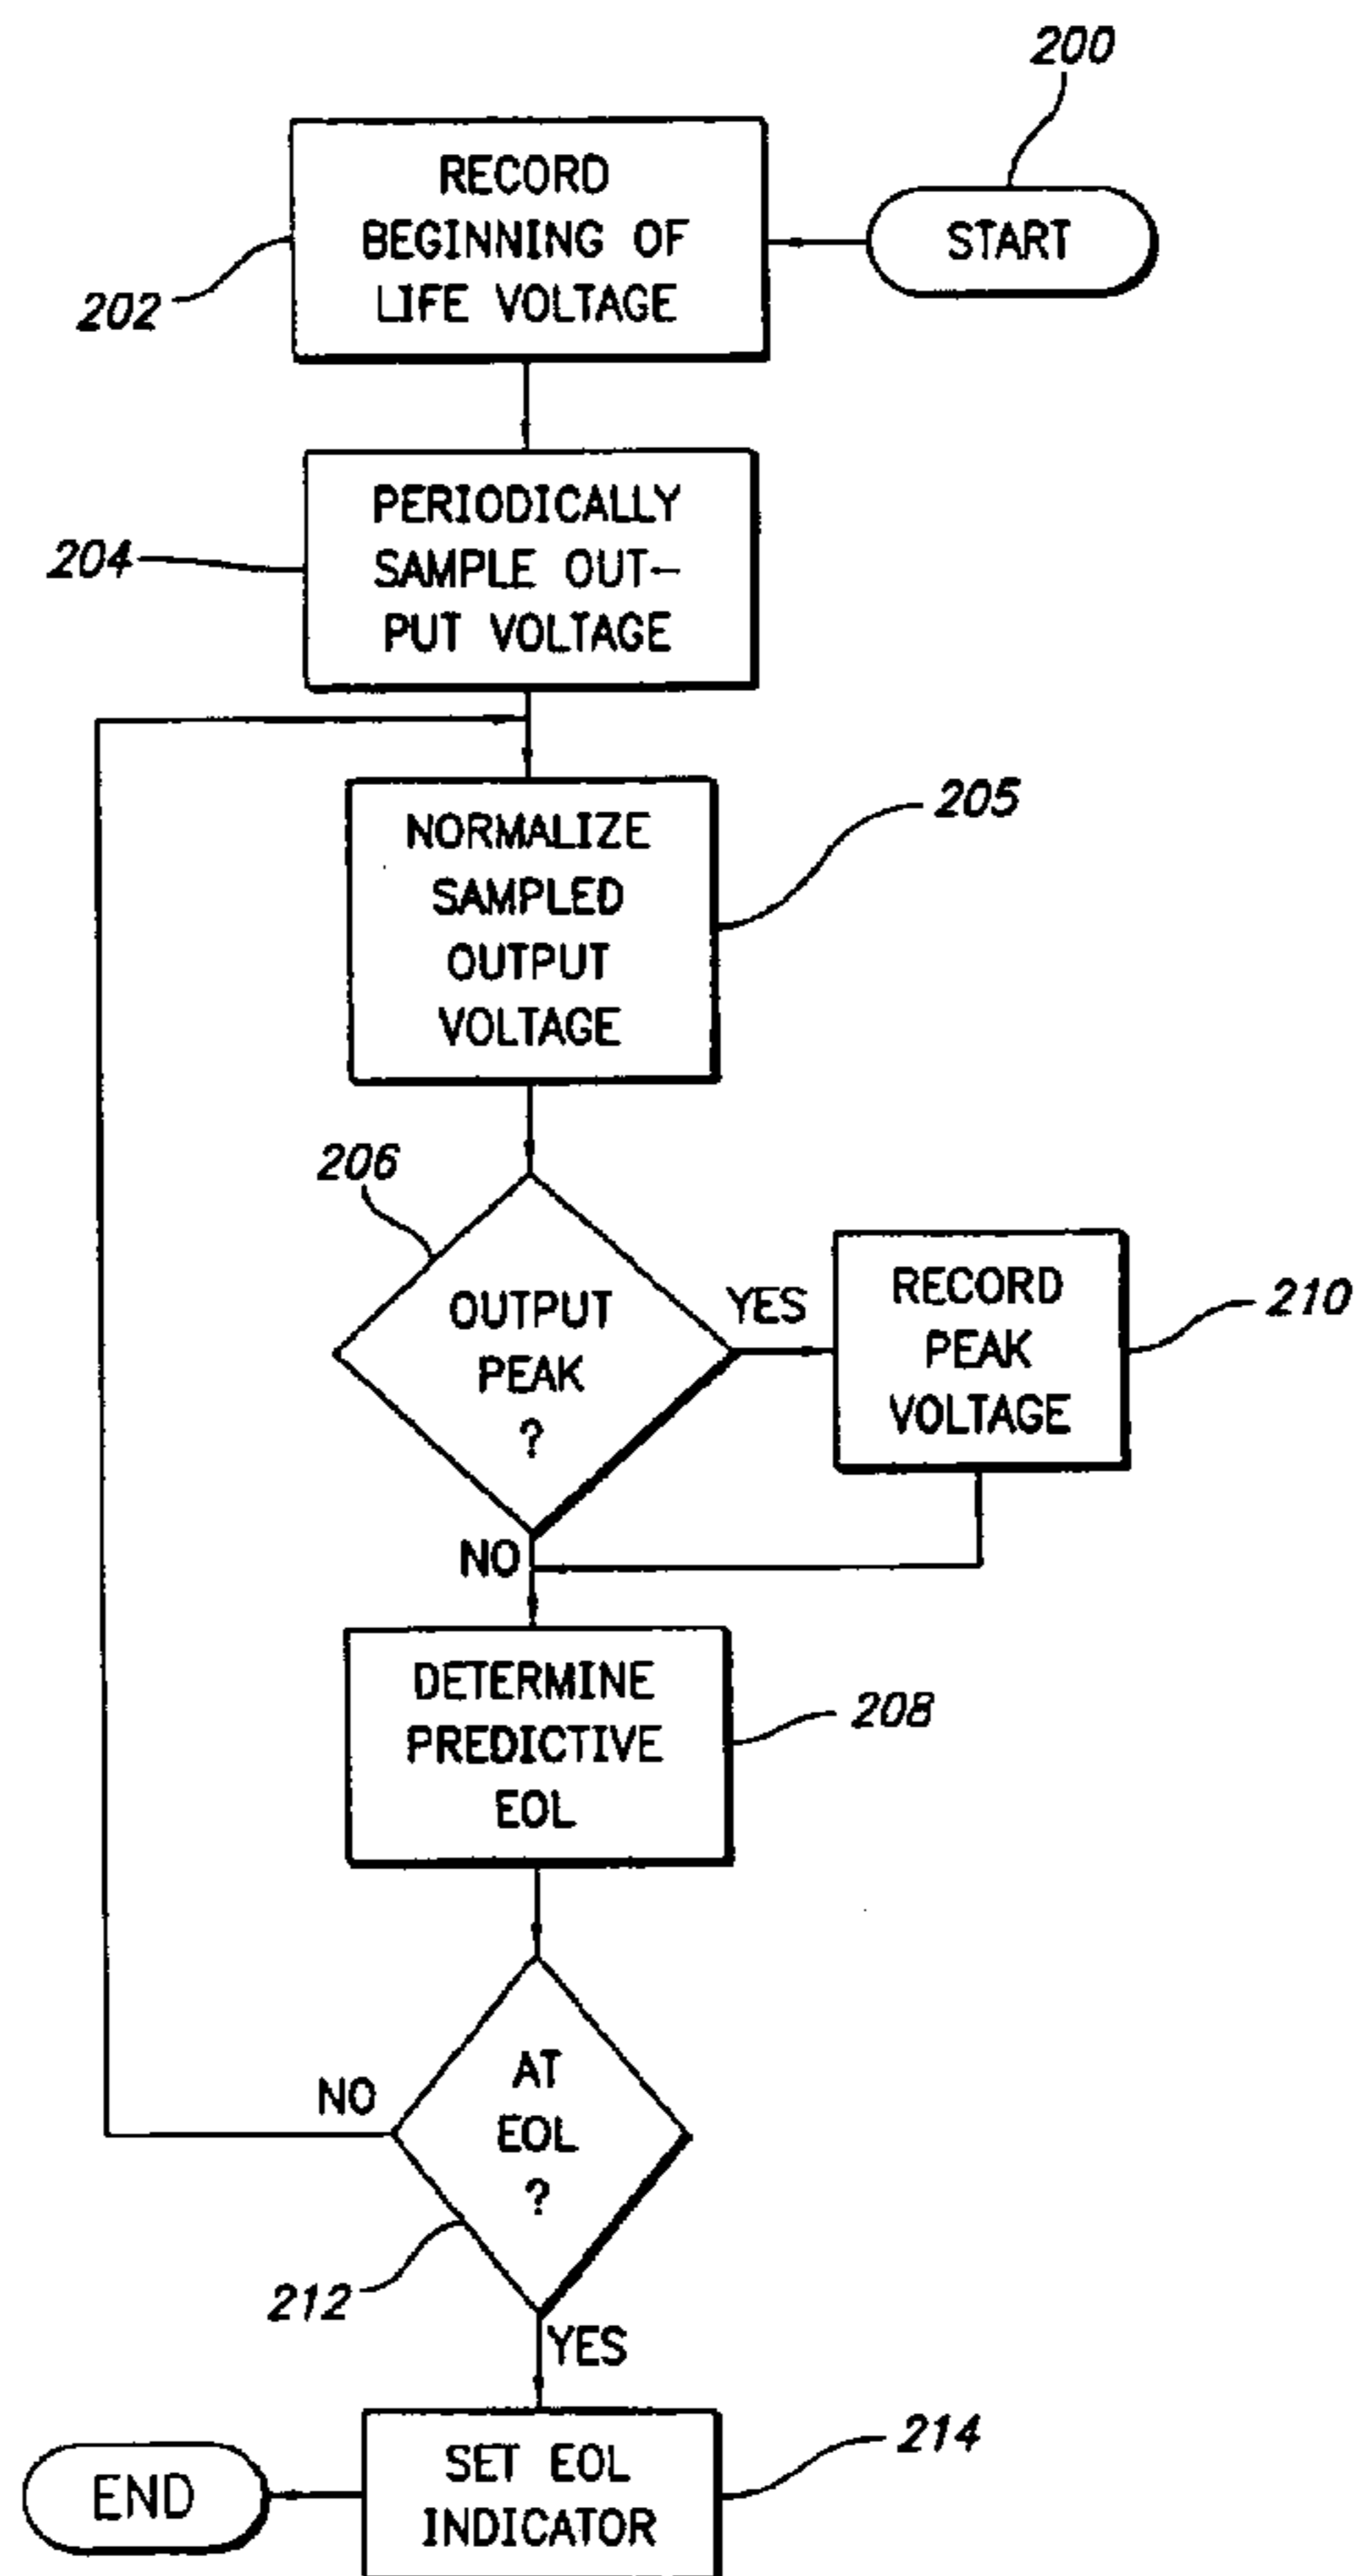 200
RECORD
BEGINNING OF
LIFE VOLTAGE
START
202
PERIODICALLY
SAMPLE OUT-
PUT VOLTAGE
204
NORMALIZE
SAMPLED
OUTPUT
VOLTAGE
205
206
OUTPUT
PEAK
?
YES
RECORD
PEAK
VOLTAGE
210
NO
DETERMINE
PREDICTIVE
EOL
208
AT
EOL
?
NO
212
YES
SET EOL
INDICATOR
214
END